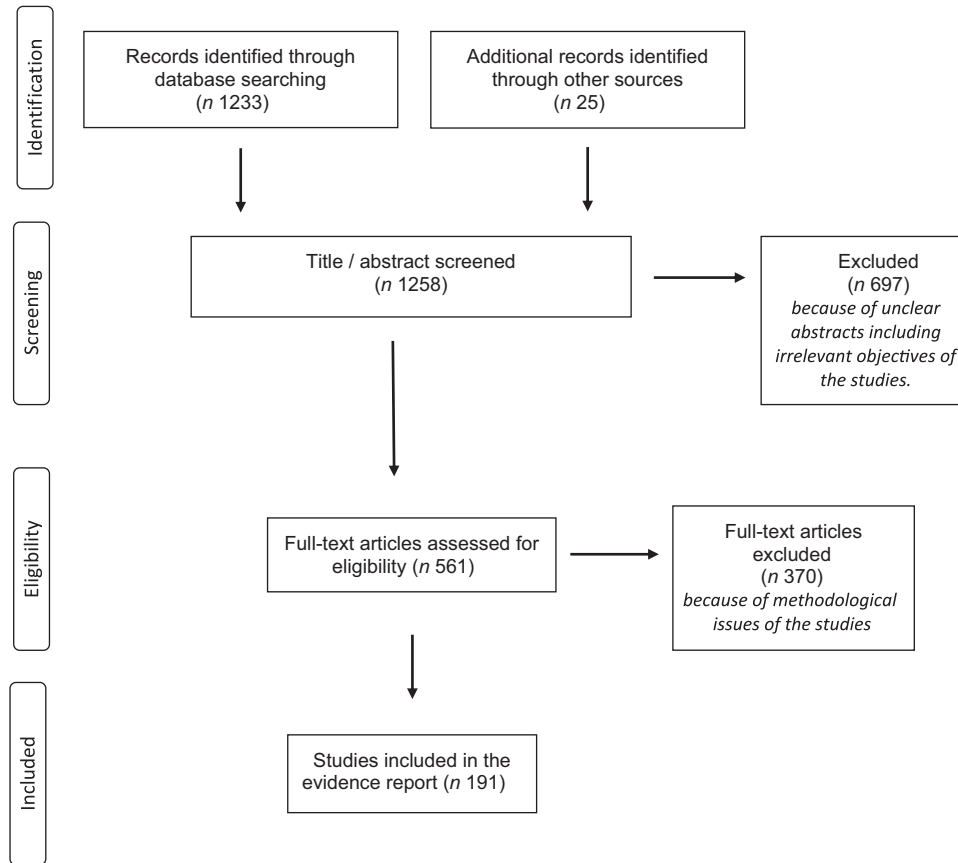 Identification
Records identified through
database searching
(n 1233)
Additional records identified
through other sources
(n 25)
Screening
Title / abstract screened
(n 1258)
Excluded
(n 697)
because of unclear
abstracts including
irrelevant objectives of
the studies.
Eligibility
Full-text articles assessed for
eligibility (n 561)
Full-text articles
excluded
(n 370)
because of methodological
issues of the studies
Included
Studies included in the
evidence report (n 191)